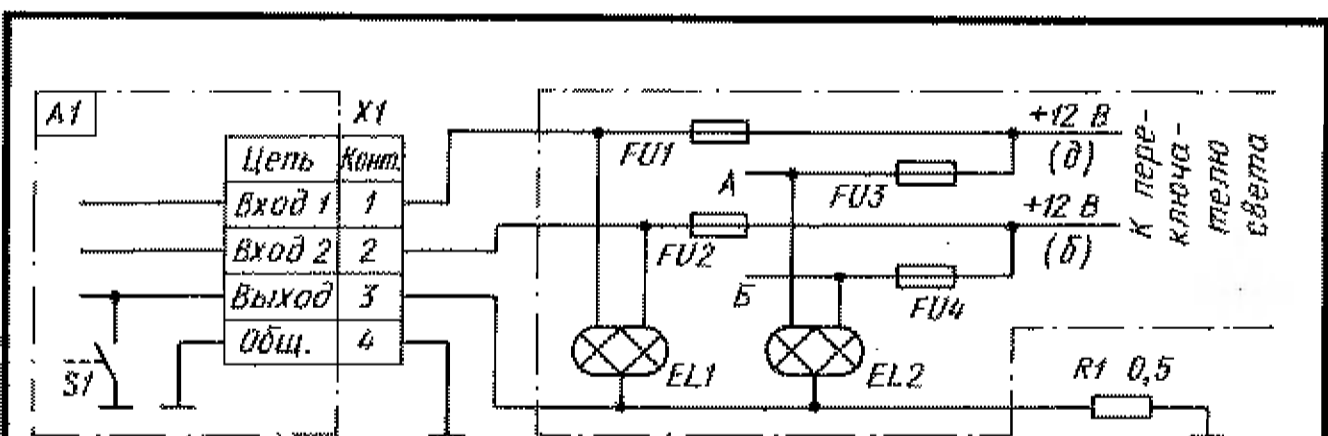 A1
X1
Цепь Конт.
Вход 1 1
Вход 2 2
Выход 3
Общ. 4
S1
FU1
А
FU3
FU2
Б
FU4
+12 В
(д)
+12 В
(б)
К пере-
ключа-
телю
света
EL1
EL2
R1 0,5